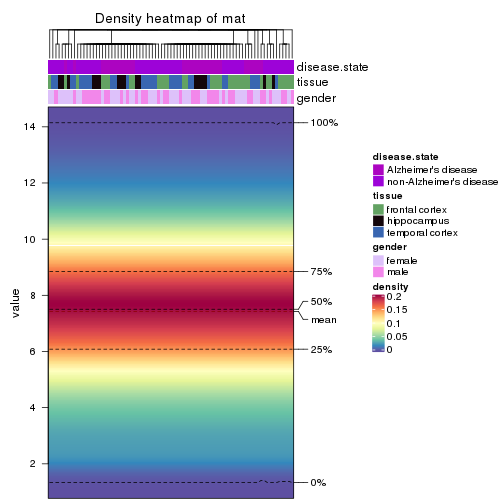 Density heatmap of mat
disease.state
tissue
gender
value
14
12
10
8
6
4
2
100%
75%
50%
mean
25%
0%
disease.state
Alzheimer's disease
non-Alzheimer's disease
tissue
frontal cortex
hippocampus
temporal cortex
gender
female
male
density
0.2
0.15
0.1
0.05
0